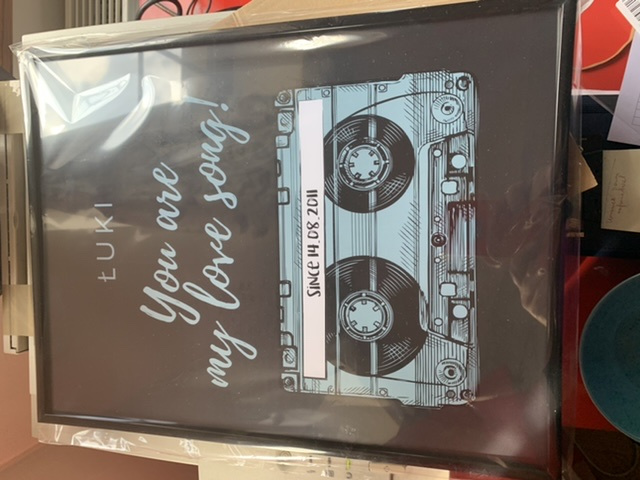 ŁUKI
You are
my love song!
SINCE 14.08.2011